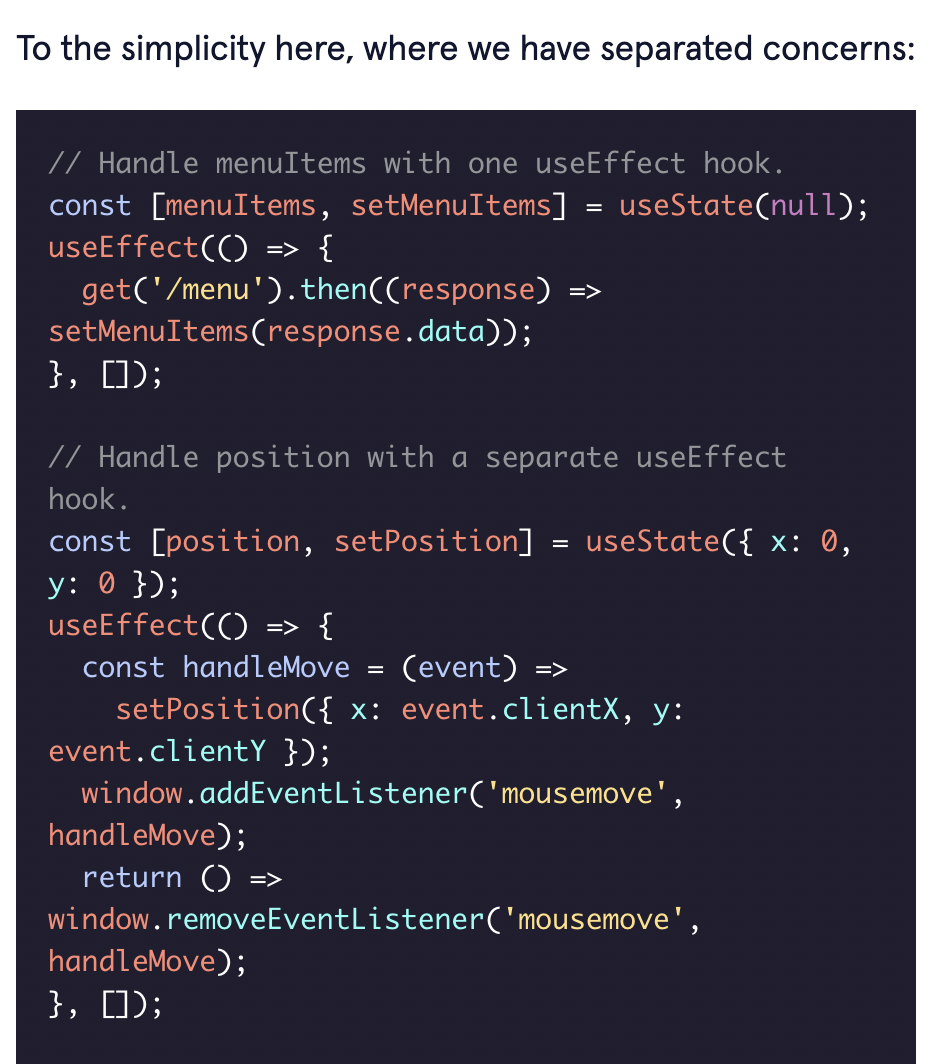 To the simplicity here, where we have separated concerns:
// Handle menuItems with one useEffect hook.
const [menuItems, setMenuItems] = useState(null);
useEffect(() => {
  get('/menu').then((response) =>
setMenuItems(response.data));
}, []);

// Handle position with a separate useEffect
hook.
const [position, setPosition] = useState({ x: 0,
y: 0 });
useEffect(() => {
  const handleMove = (event) =>
    setPosition({ x: event.clientX, y:
event.clientY });
  window.addEventListener('mousemove',
handleMove);
  return () =>
window.removeEventListener('mousemove',
handleMove);
}, []);